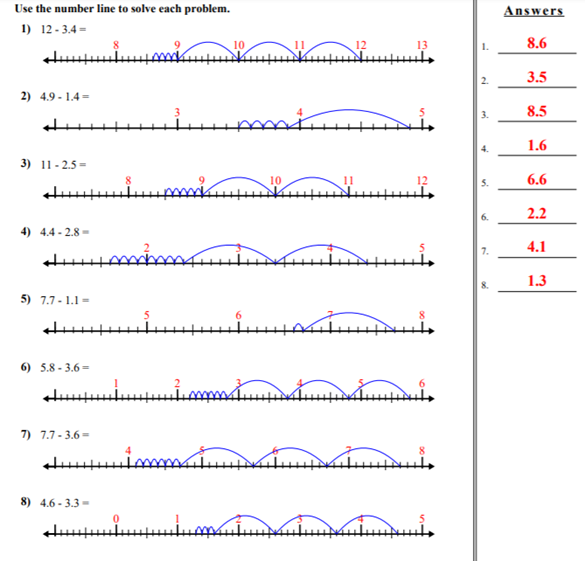 Use the number line to solve each problem.
1) 12 - 3.4 =
8 9 10 11 12 13
2) 4.9 - 1.4 =
3 4 5
3) 11 - 2.5 =
8 9 10 11 12
4) 4.4 - 2.8 =
2 3 4 5
5) 7.7 - 1.1 =
5 6 7 8
6) 5.8 - 3.6 =
1 2 3 4 5 6
7) 7.7 - 3.6 =
4 5 6 7 8
8) 4.6 - 3.3 =
0 1 2 3 4 5
Answers
1. 8.6
2. 3.5
3. 8.5
4. 1.6
5. 6.6
6. 2.2
7. 4.1
8. 1.3